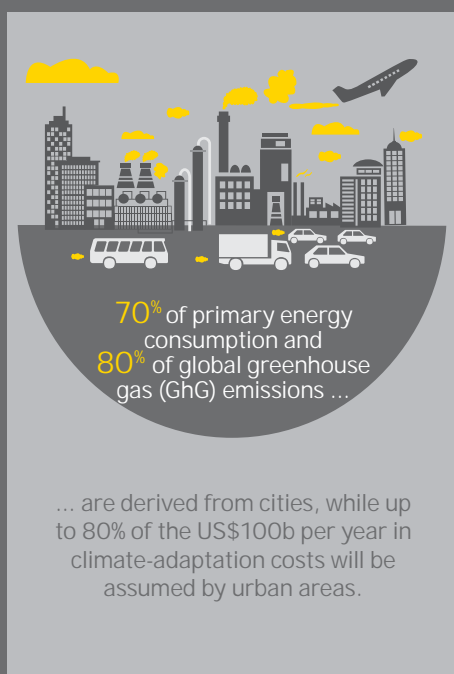 70% of primary energy
consumption and
80% of global greenhouse
gas (GhG) emissions ...
... are derived from cities, while up
to 80% of the US$100b per year in
climate-adaptation costs will be
assumed by urban areas.